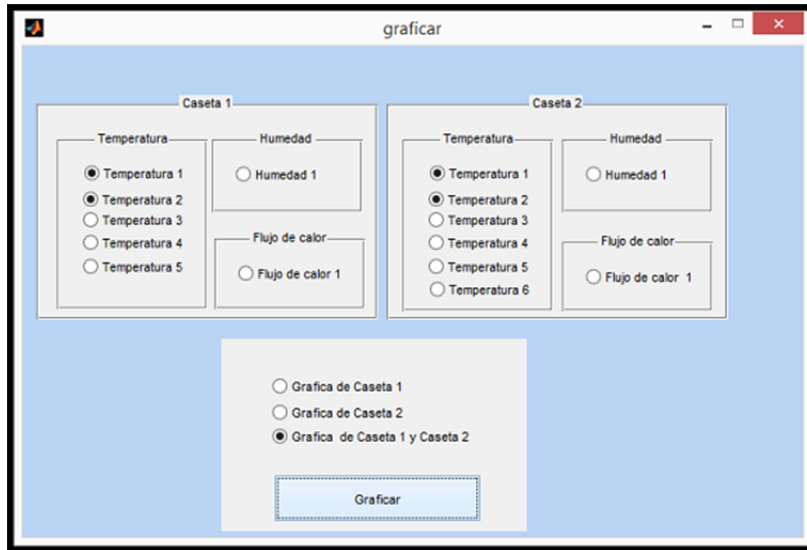 graficar
Caseta 1
Temperatura
Temperatura 1
Temperatura 2
Temperatura 3
Temperatura 4
Temperatura 5
Humedad
Humedad 1
Flujo de calor
Flujo de calor 1
Caseta 2
Temperatura
Temperatura 1
Temperatura 2
Temperatura 3
Temperatura 4
Temperatura 5
Temperatura 6
Humedad
Humedad 1
Flujo de calor
Flujo de calor 1
Grafica de Caseta 1
Grafica de Caseta 2
Grafica de Caseta 1 y Caseta 2
Graficar